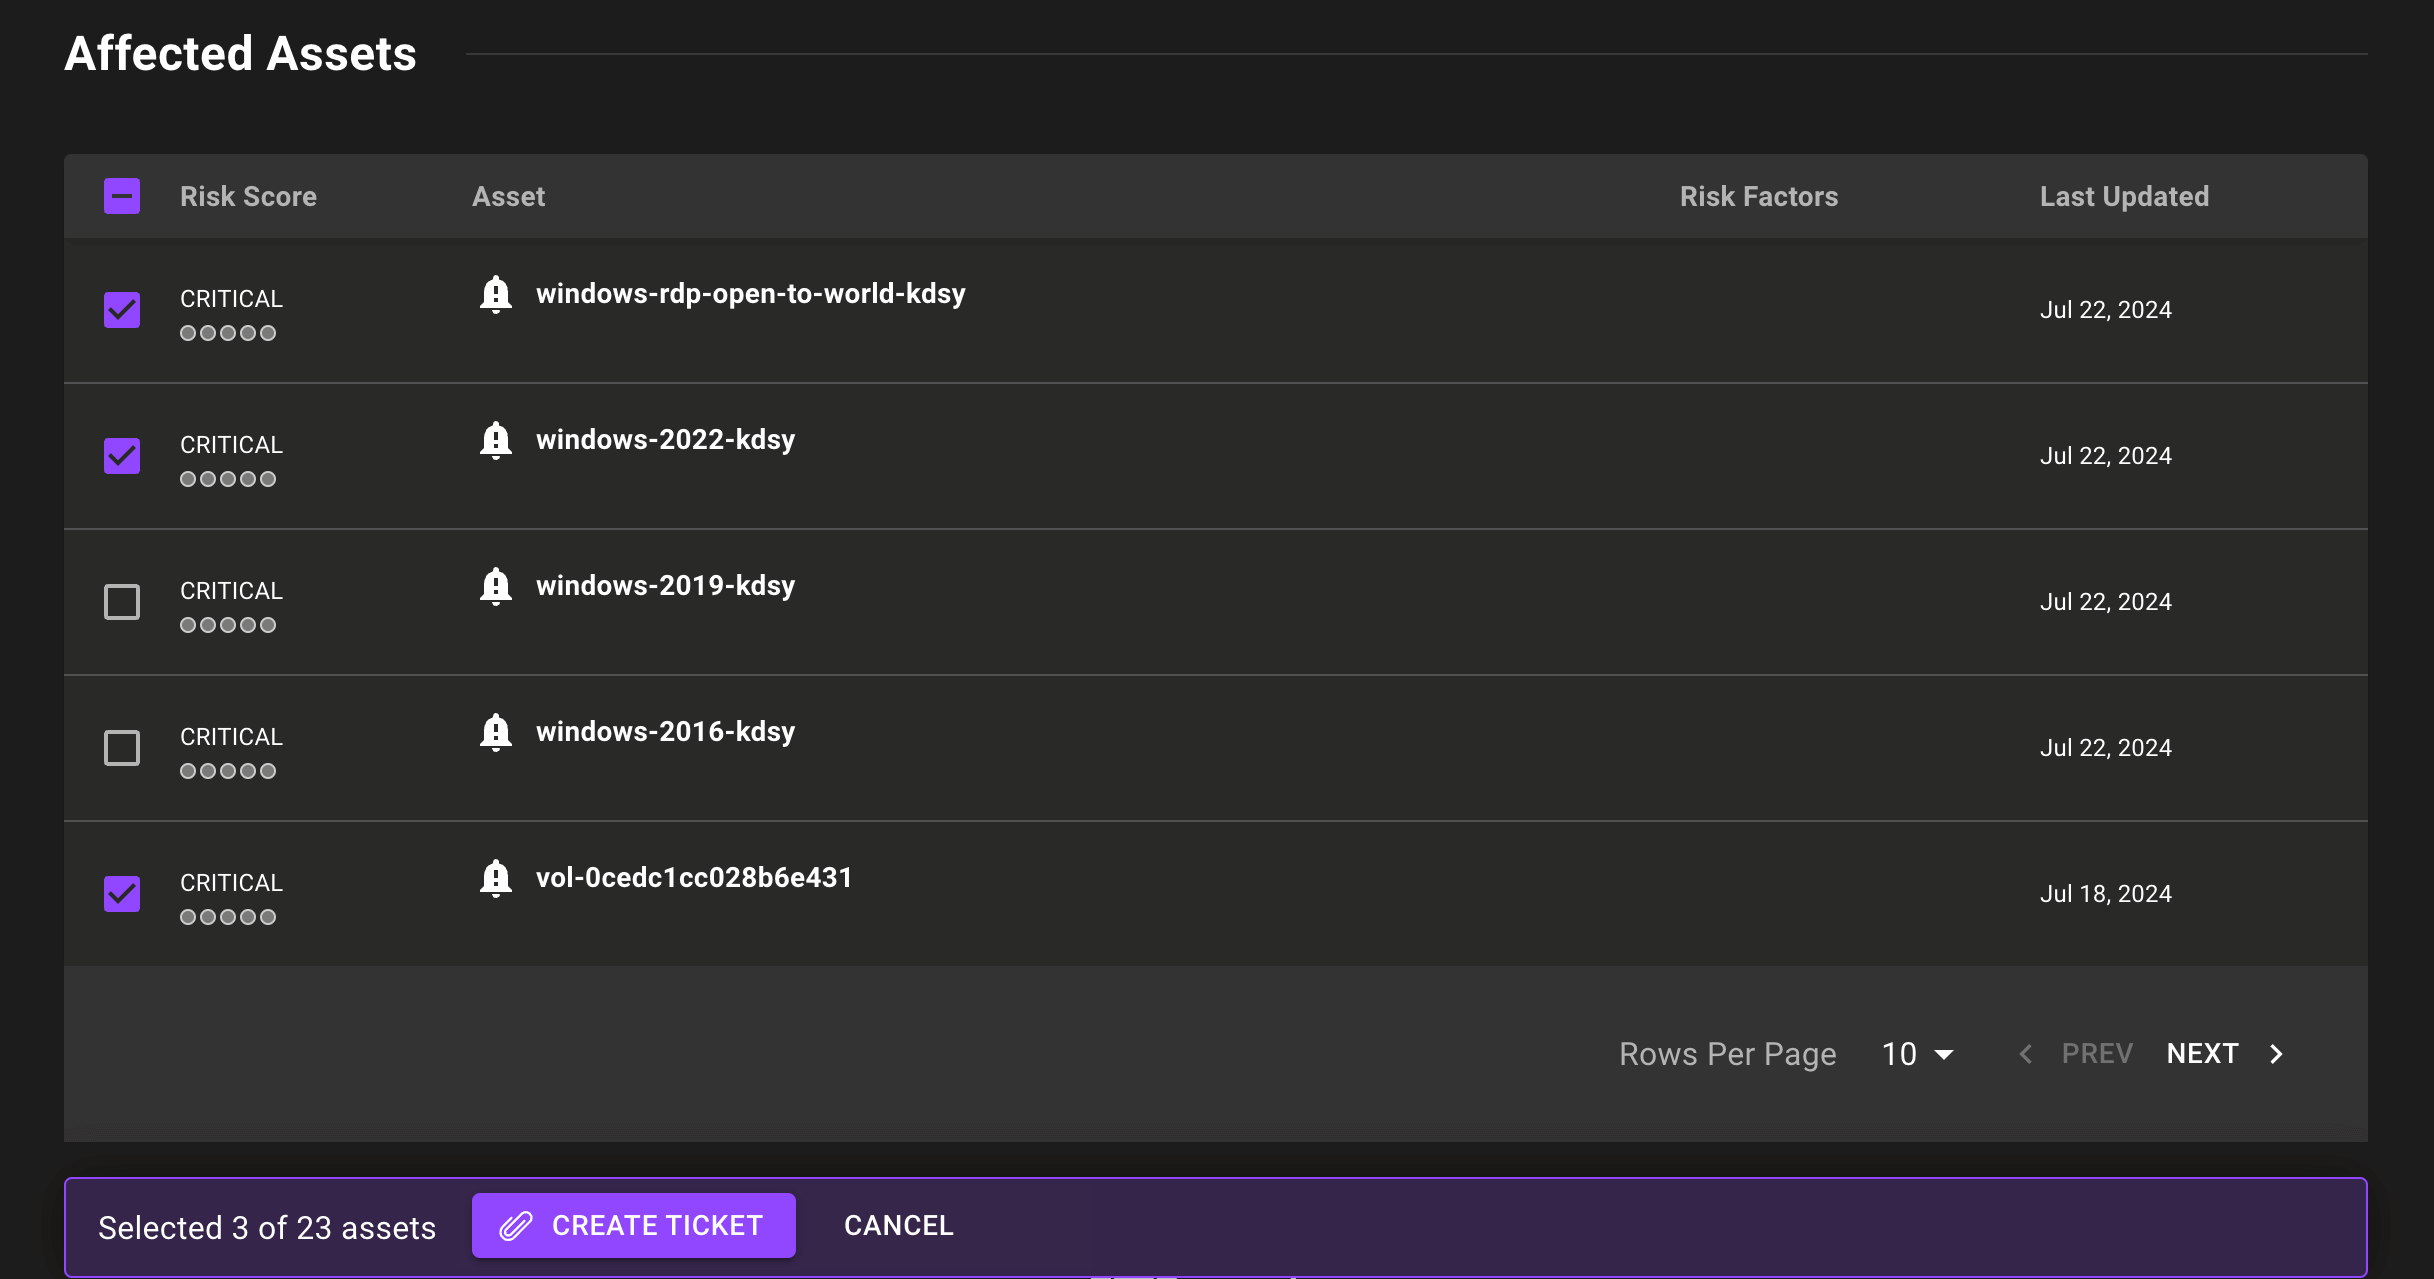 Affected Assets
Risk Score Asset Risk Factors Last Updated
CRITICAL windows-rdp-open-to-world-kdsy Jul 22, 2024
CRITICAL windows-2022-kdsy Jul 22, 2024
CRITICAL windows-2019-kdsy Jul 22, 2024
CRITICAL windows-2016-kdsy Jul 22, 2024
CRITICAL vol-0cedc1cc028b6e431 Jul 18, 2024
Rows Per Page 10 PREV NEXT
Selected 3 of 23 assets CREATE TICKET CANCEL